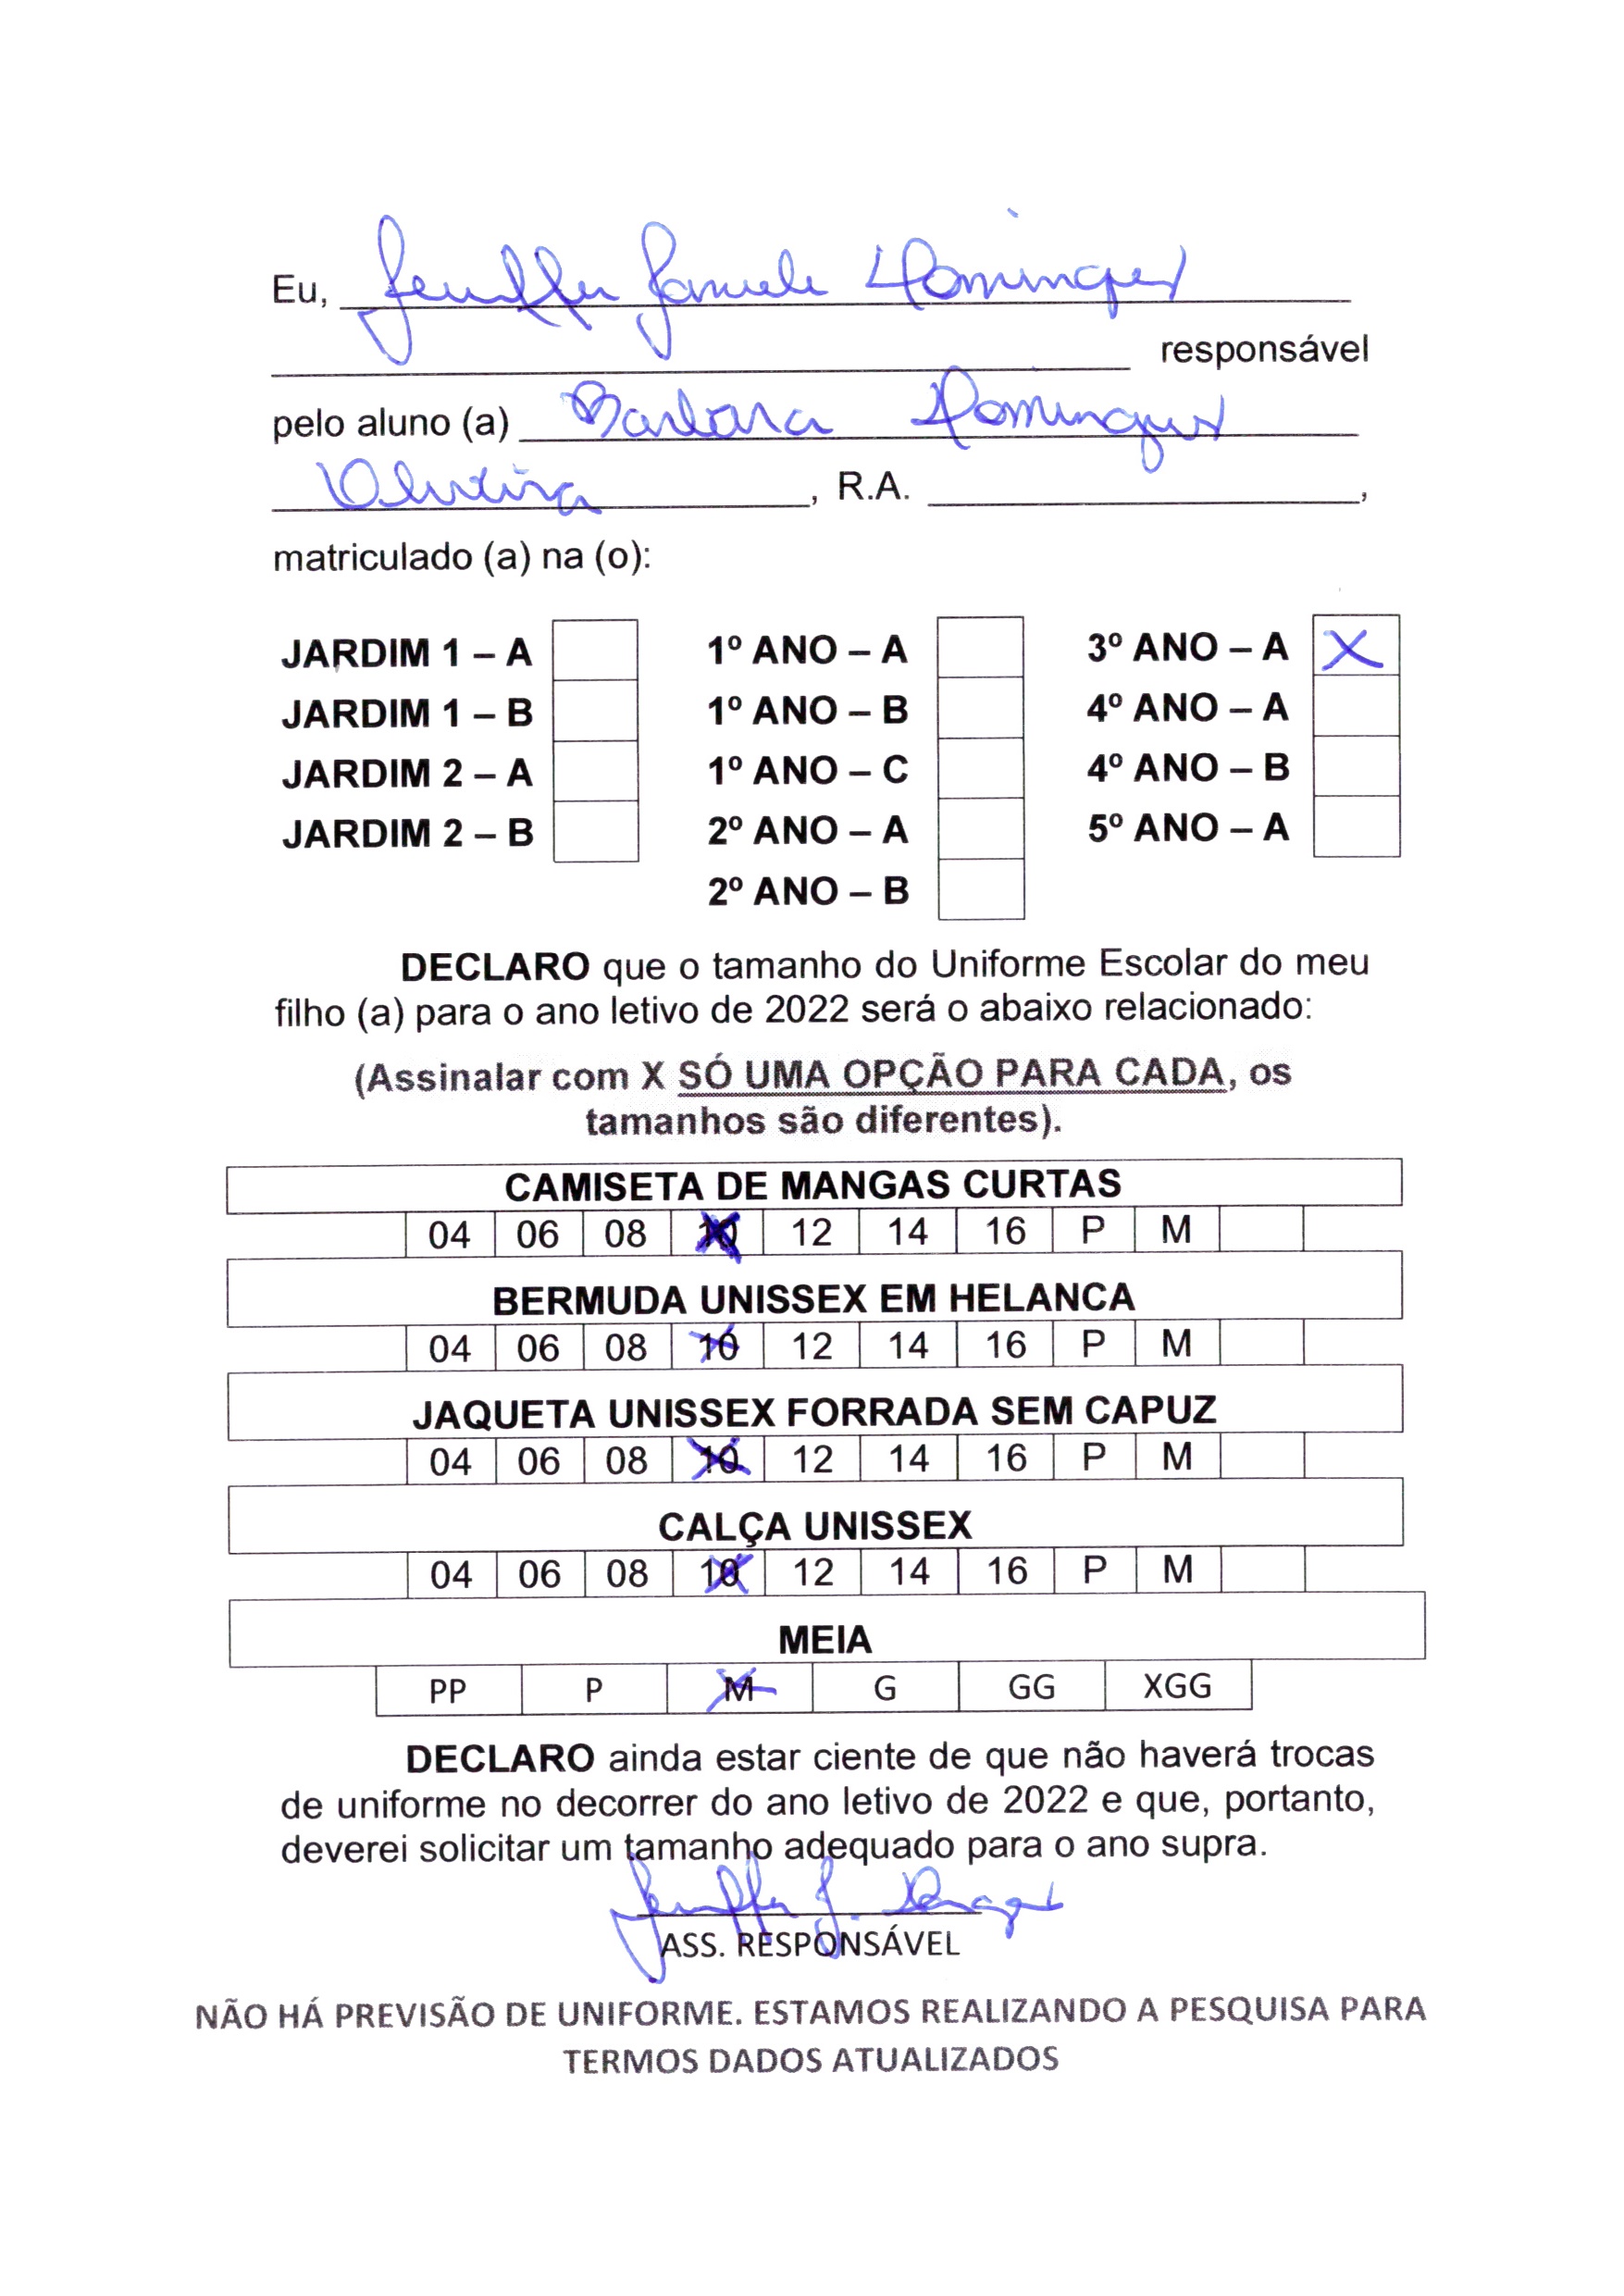 Eu, Jeniffer Daniele Domingues
responsável
pelo aluno (a) Barbara Domingues
Oliveira, R.A.
matriculado (a) na (o):
JARDIM 1 – A 1º ANO – A 3º ANO – A X
JARDIM 1 – B 1º ANO – B 4º ANO – A
JARDIM 2 – A 1º ANO – C 4º ANO – B
JARDIM 2 – B 2º ANO – A 5º ANO – A
2º ANO – B
DECLARO que o tamanho do Uniforme Escolar do meu
filho (a) para o ano letivo de 2022 será o abaixo relacionado:
(Assinalar com X SÓ UMA OPÇÃO PARA CADA, os
tamanhos são diferentes).
CAMISETA DE MANGAS CURTAS
04 06 08 10 12 14 16 P M
BERMUDA UNISSEX EM HELANCA
04 06 08 10 12 14 16 P M
JAQUETA UNISSEX FORRADA SEM CAPUZ
04 06 08 10 12 14 16 P M
CALÇA UNISSEX
04 06 08 10 12 14 16 P M
MEIA
PP P M G GG XGG
DECLARO ainda estar ciente de que não haverá trocas
de uniforme no decorrer do ano letivo de 2022 e que, portanto,
deverei solicitar um tamanho adequado para o ano supra.
ASS. RESPONSÁVEL
NÃO HÁ PREVISÃO DE UNIFORME. ESTAMOS REALIZANDO A PESQUISA PARA
TERMOS DADOS ATUALIZADOS